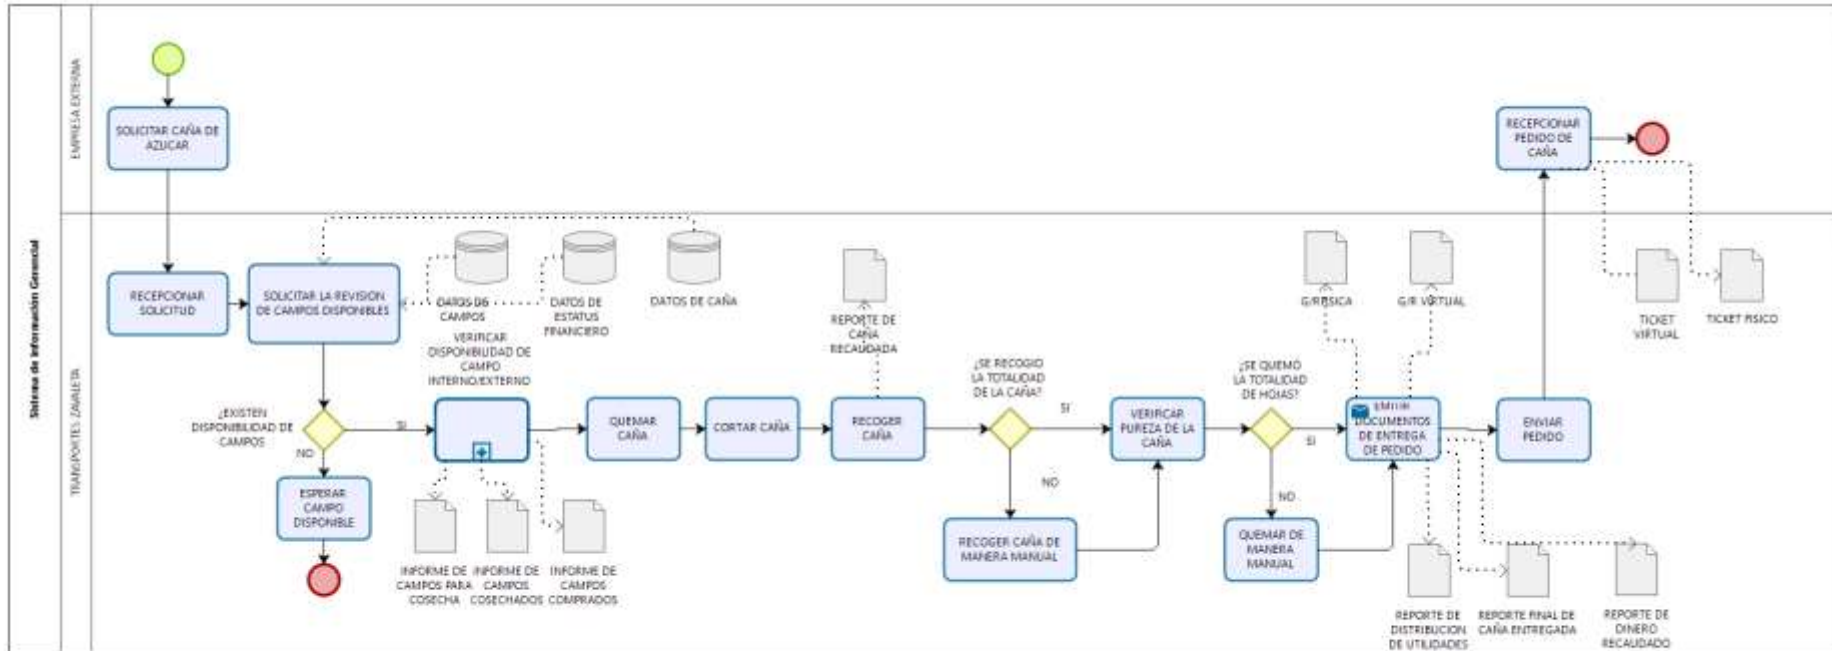 Sistema de Información Gerencial
EMPRESA EXTERNA
SOLICITAR CAÑA DE
AZUCAR
RECEPCIONAR
PEDIDO DE
CAÑA
TRANSPORTES ZAVALETA
RECEPCIONAR
SOLICITUD
SOLICITAR LA REVISION
DE CAMPOS DISPONIBLES
DATOS DE
CAMPOS
DATOS DE
ESTATUS
FINANCIERO
DATOS DE CAÑA
REPORTE DE
CAÑA
RECAUDADA
G/R FISICA
G/R VIRTUAL
TICKET
VIRTUAL
TICKET FISICO
VERIFICAR
DISPONIBILIDAD DE
CAMPO
INTERNO/EXTERNO
¿EXISTEN
DISPONIBILIDAD DE
CAMPOS
SI
NO
ESPERAR
CAMPO
DISPONIBLE
QUEMAR
CAÑA
CORTAR CAÑA
RECOGER
CAÑA
¿SE RECOGIO
LA TOTALIDAD
DE LA CAÑA?
SI
NO
VERIFICAR
PUREZA DE LA
CAÑA
¿SE QUEMO
LA TOTALIDAD
DE HOJAS?
SI
NO
EMITIR
DOCUMENTOS
DE ENTREGA
DE PEDIDO
ENVIAR
PEDIDO
RECOGER CAÑA DE
MANERA MANUAL
QUEMAR DE
MANERA
MANUAL
INFORME DE
CAMPOS PARA
COSECHA
INFORME DE
CAMPOS
COSECHADOS
INFORME DE
CAMPOS
COMPRADOS
REPORTE DE
DISTRIBUCION
DE UTILIDADES
REPORTE FINAL DE
CAÑA ENTREGADA
REPORTE DE
DINERO
RECAUDADO